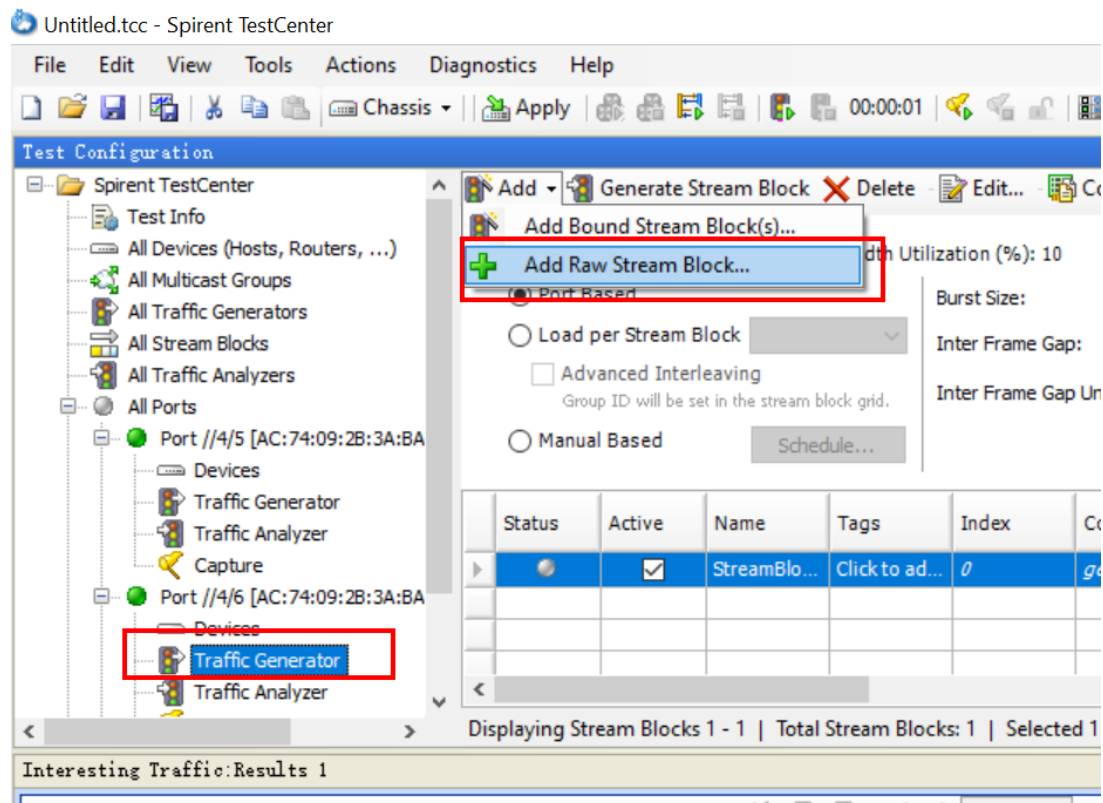 Untitled.tcc - Spirent TestCenter
File Edit View Tools Actions Diagnostics Help
Chassis Apply 00:00:01
Test Configuration
Spirent TestCenter
Test Info
All Devices (Hosts, Routers, ...)
All Multicast Groups
All Traffic Generators
All Stream Blocks
All Traffic Analyzers
All Ports
Port //4/5 [AC:74:09:2B:3A:BA
Devices
Traffic Generator
Traffic Analyzer
Capture
Port //4/6 [AC:74:09:2B:3A:BA
Devices
Traffic Generator
Traffic Analyzer
Add Generate Stream Block Delete Edit... Co
Add Bound Stream Block(s)...
Add Raw Stream Block...
dth Utilization (%): 10
Port Based
Burst Size:
Load per Stream Block
Inter Frame Gap:
Advanced Interleaving
Group ID will be set in the stream block grid.
Inter Frame Gap Un
Manual Based
Schedule...
Status Active Name Tags Index Co
StreamBlo... Click to ad... 0 ge
Displaying Stream Blocks 1 - 1 | Total Stream Blocks: 1 | Selected 1
Interesting Traffic:Results 1